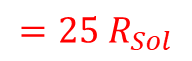 = 25 R_Sol